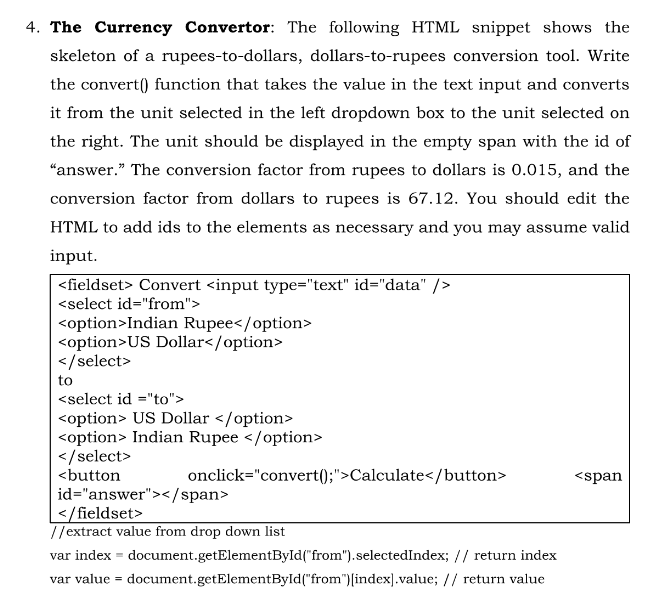 4. The Currency Convertor: The following HTML snippet shows the
skeleton of a rupees-to-dollars, dollars-to-rupees conversion tool. Write
the convert() function that takes the value in the text input and converts
it from the unit selected in the left dropdown box to the unit selected on
the right. The unit should be displayed in the empty span with the id of
“answer.” The conversion factor from rupees to dollars is 0.015, and the
conversion factor from dollars to rupees is 67.12. You should edit the
HTML to add ids to the elements as necessary and you may assume valid
input.
<fieldset> Convert <input type="text" id="data" />
<select id="from">
<option>Indian Rupee</option>
<option>US Dollar</option>
</select>
to
<select id ="to">
<option> US Dollar </option>
<option> Indian Rupee </option>
</select>
<button onclick="convert();">Calculate</button> <span
id="answer"></span>
</fieldset>
//extract value from drop down list
var index = document.getElementById("from").selectedIndex; // return index
var value = document.getElementById("from")[index].value; // return value